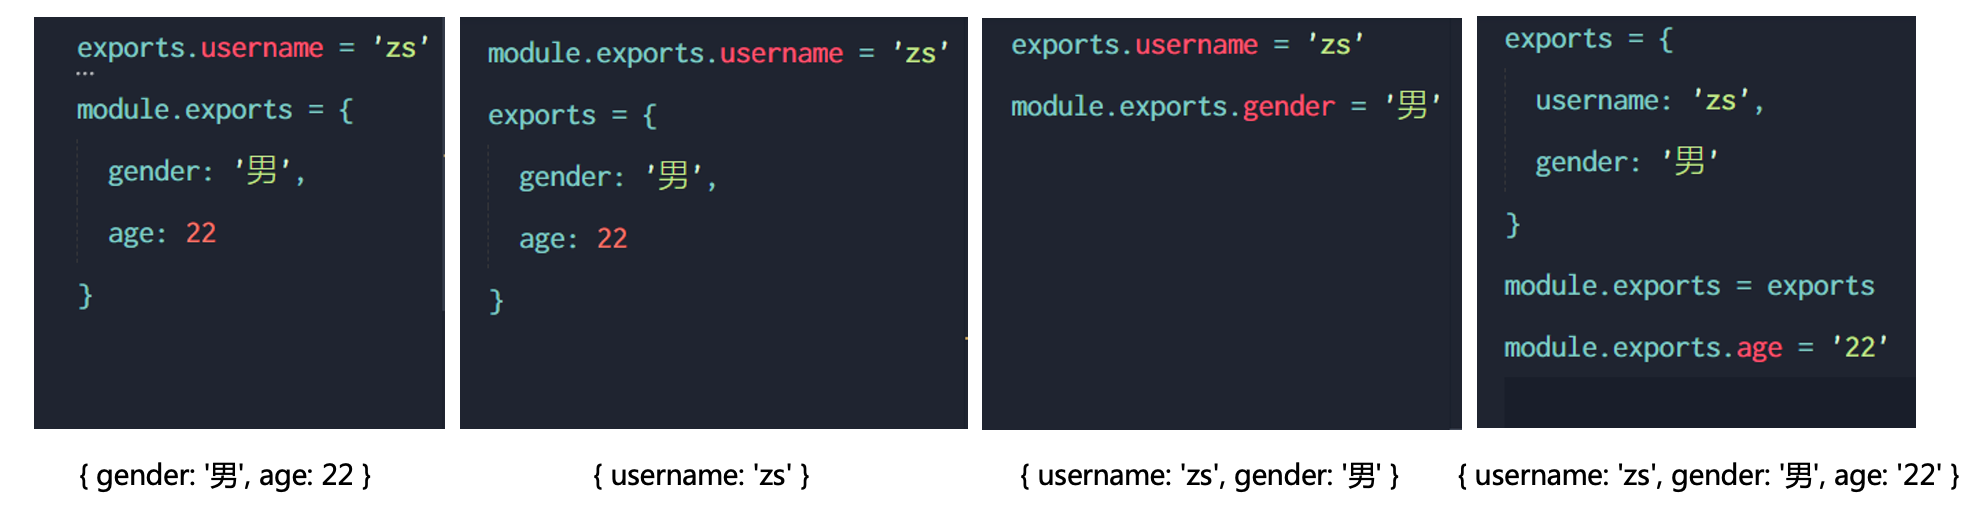 exports.username = 'zs'
module.exports = {
gender: '男',
age: 22
}
module.exports.username = 'zs'
exports = {
gender: '男',
age: 22
}
exports.username = 'zs'
module.exports.gender = '男'
exports = {
username: 'zs',
gender: '男'
}
module.exports = exports
module.exports.age = '22'
{ gender: '男', age: 22 }
{ username: 'zs' }
{ username: 'zs', gender: '男' }
{ username: 'zs', gender: '男', age: '22' }